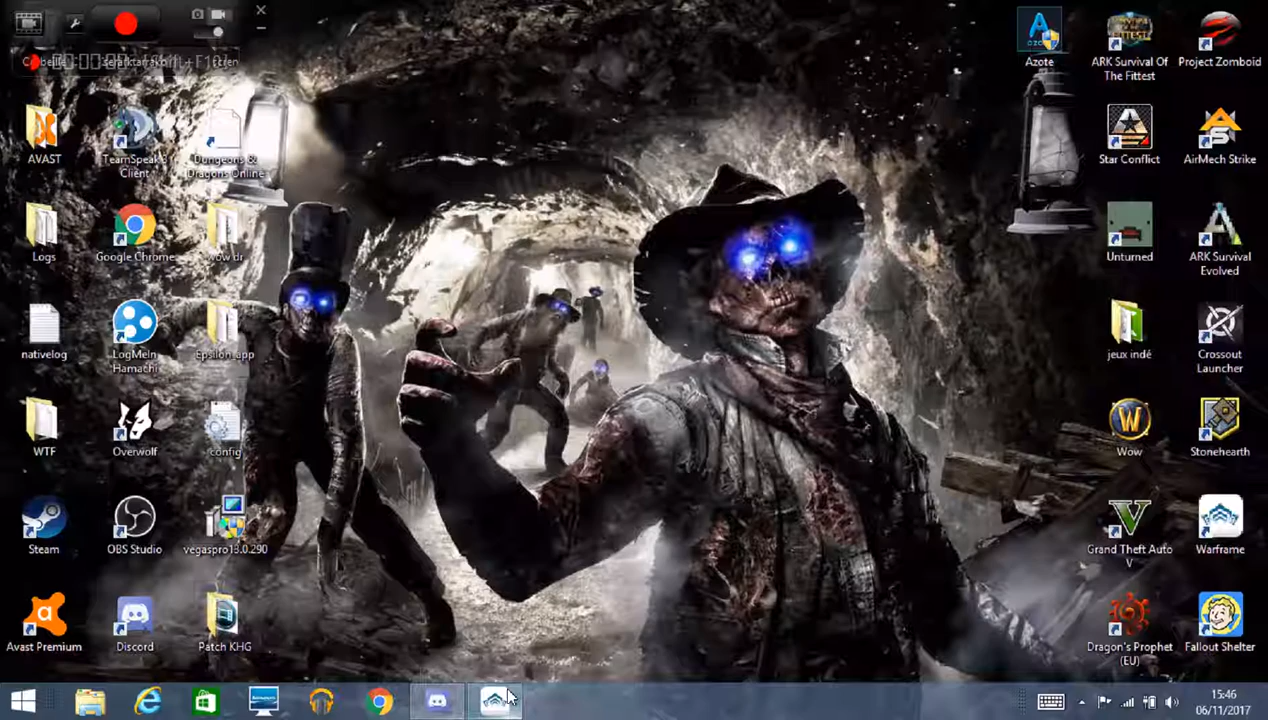 Azote
ARK Survival Of
The Fittest
Project Zomboid
AVAST
TeamSpeak 3
Client
Dungeons &
Dragons Online
Star Conflict
AirMech Strike
Logs
Google Chrome
wow dr
Unturned
ARK Survival
Evolved
nativelog
LogMeIn
Hamachi
Epsilon_app
jeux indé
Crossout
Launcher
WTF
Overwolf
config
Wow
Stonehearth
Steam
OBS Studio
vegaspro13.0.290
Grand Theft Auto
V
Warframe
Avast Premium
Discord
Patch KHG
Dragon's Prophet
(EU)
Fallout Shelter
15:46
06/11/2017